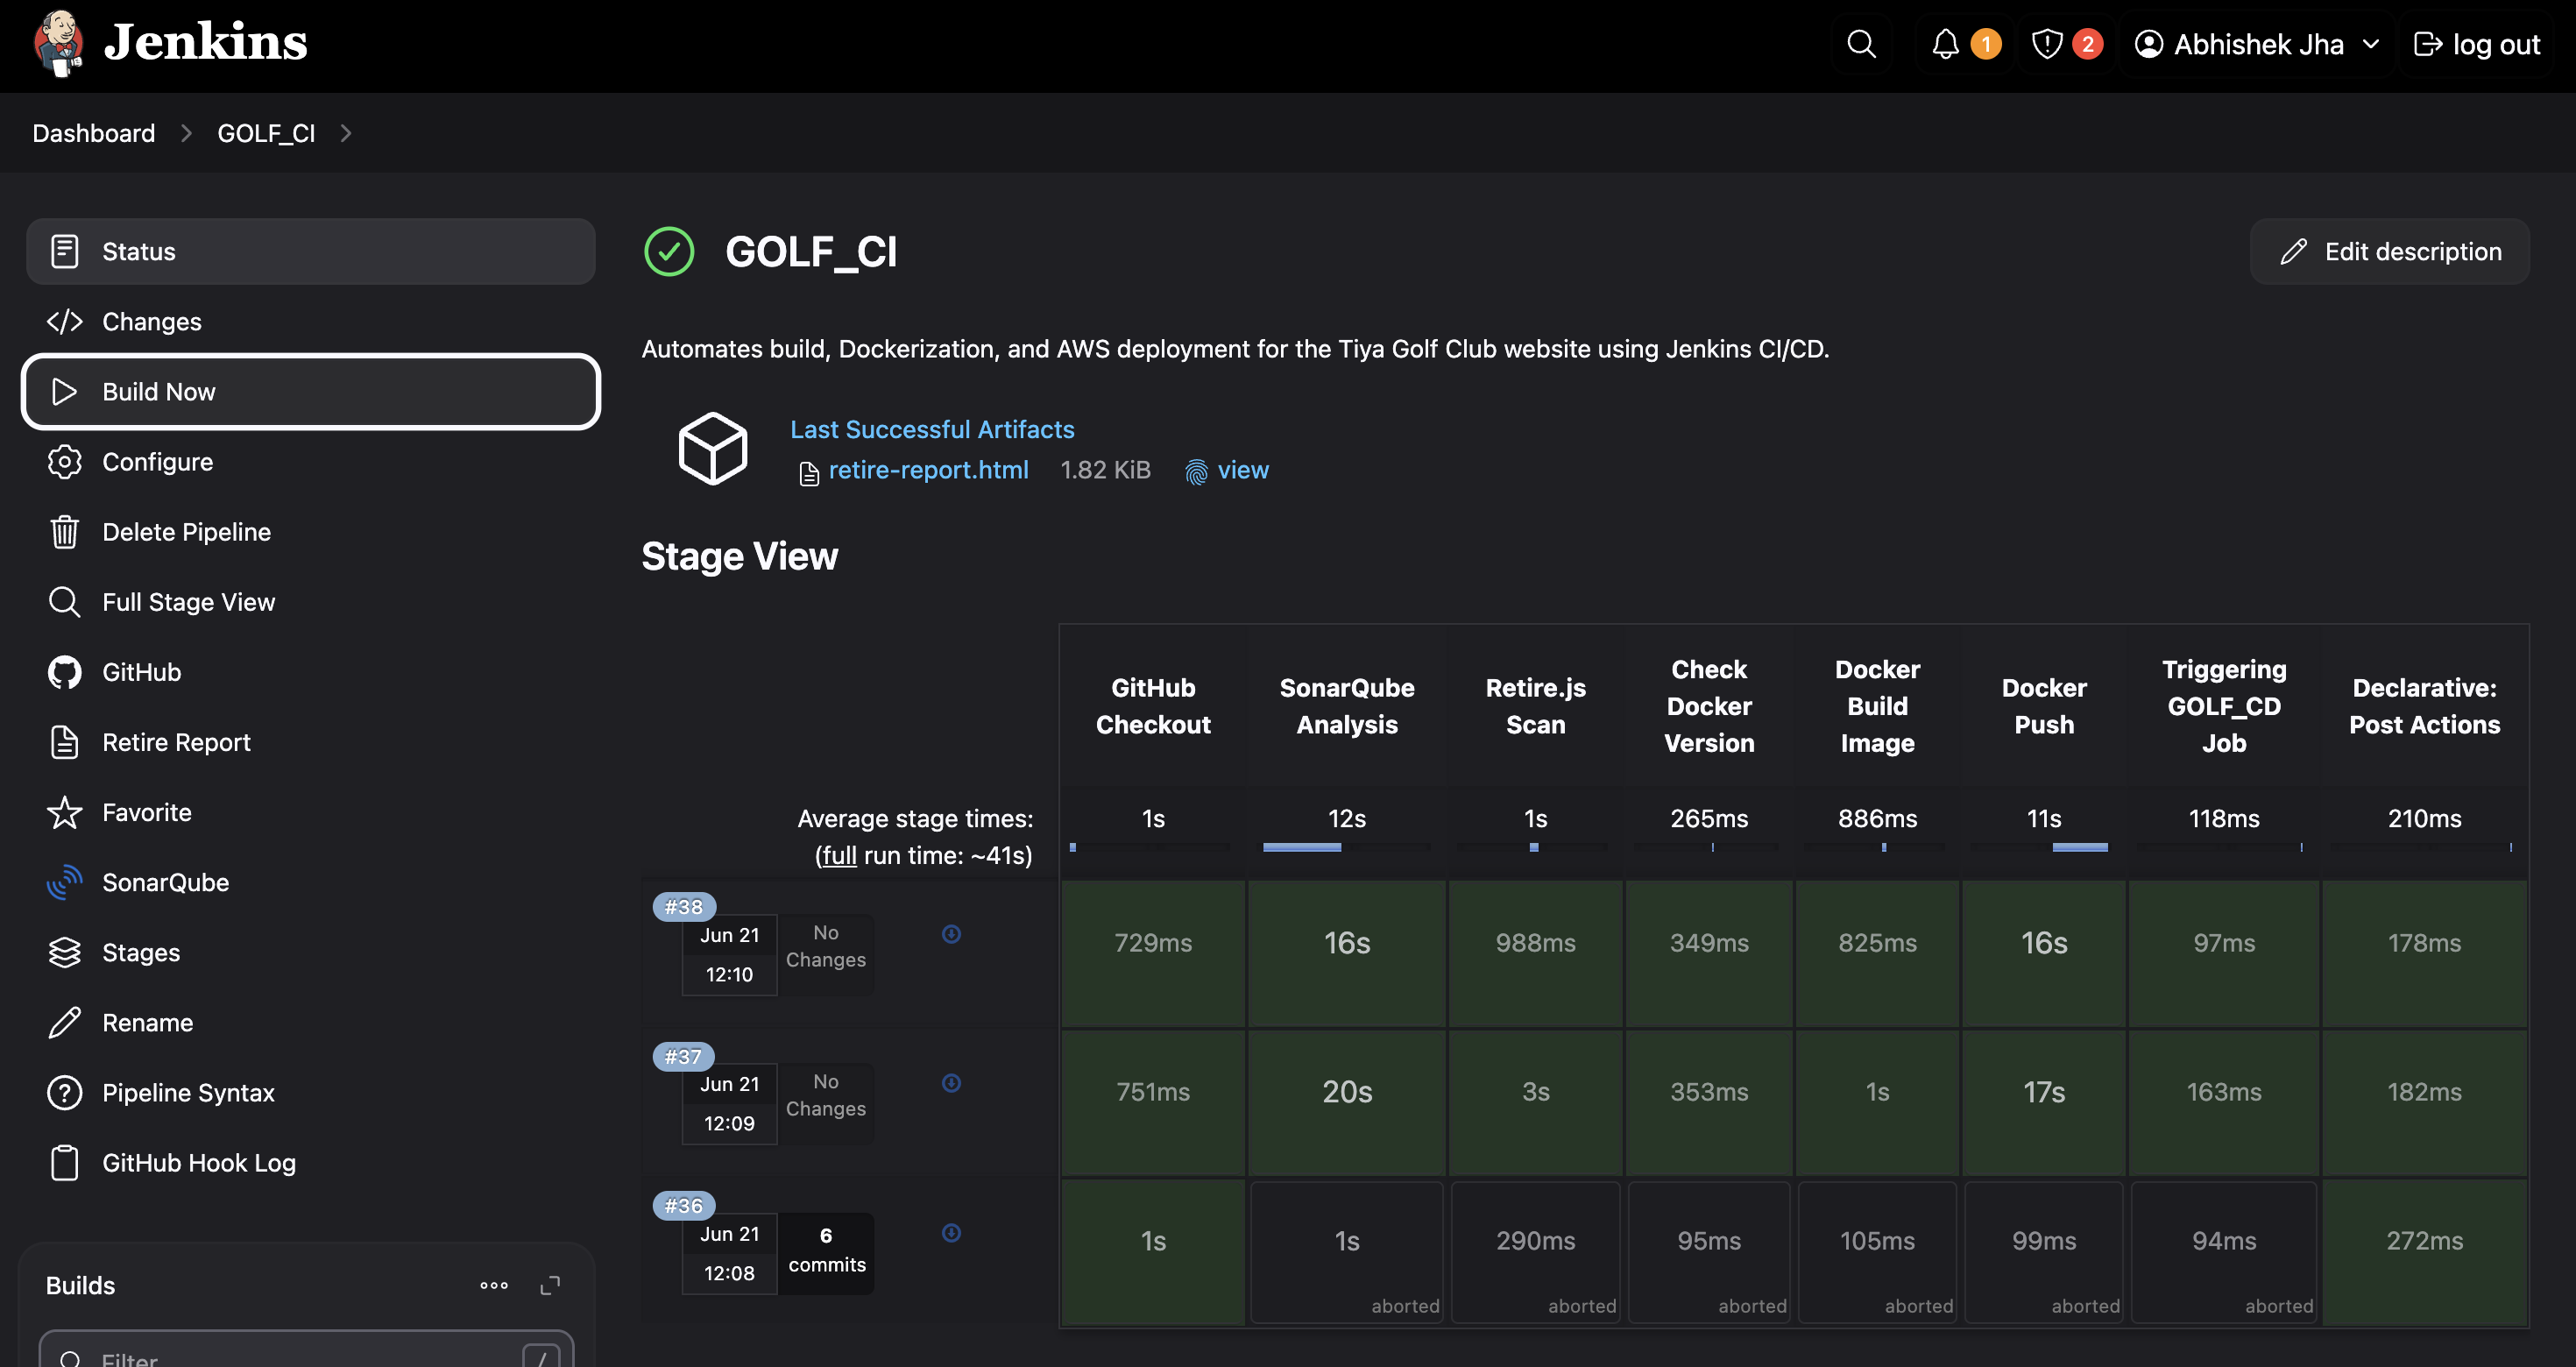 Jenkins
1
2
Abhishek Jha
log out
Dashboard
GOLF_CI
Status
Changes
Build Now
Configure
Delete Pipeline
Full Stage View
GitHub
Retire Report
Favorite
SonarQube
Stages
Rename
Pipeline Syntax
GitHub Hook Log
Builds
Filter
/
GOLF_CI
Edit description
Automates build, Dockerization, and AWS deployment for the Tiya Golf Club website using Jenkins CI/CD.
Last Successful Artifacts
retire-report.html 1.82 KiB view
Stage View
GitHub Checkout
SonarQube Analysis
Retire.js Scan
Check Docker Version
Docker Build Image
Docker Push
Triggering GOLF_CD Job
Declarative: Post Actions
Average stage times:
(full run time: ~41s)
1s 12s 1s 265ms 886ms 11s 118ms 210ms
#38
Jun 21
12:10
No Changes
729ms 16s 988ms 349ms 825ms 16s 97ms 178ms
#37
Jun 21
12:09
No Changes
751ms 20s 3s 353ms 1s 17s 163ms 182ms
#36
Jun 21
12:08
6 commits
1s 1s 290ms 95ms 105ms 99ms 94ms 272ms
aborted aborted aborted aborted aborted aborted